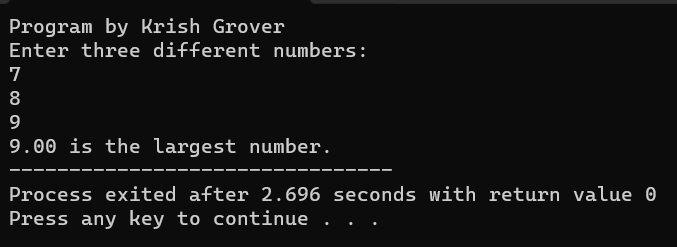 Program by Krish Grover
Enter three different numbers:
7
8
9
9.00 is the largest number.
--------------------------------
Process exited after 2.696 seconds with return value 0
Press any key to continue . . .